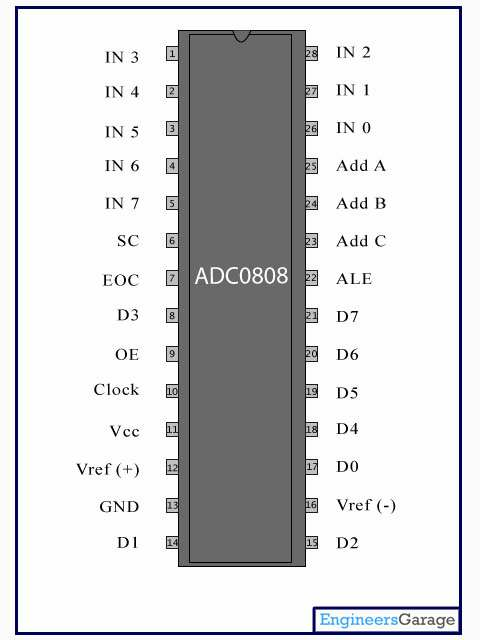 IN 3 1 28 IN 2
IN 4 2 27 IN 1
IN 5 3 26 IN 0
IN 6 4 25 Add A
IN 7 5 24 Add B
SC 6 23 Add C
EOC 7 ADC0808 22 ALE
D3 8 21 D7
OE 9 20 D6
Clock 10 19 D5
Vcc 11 18 D4
Vref (+) 12 17 D0
GND 13 16 Vref (-)
D1 14 15 D2
EngineersGarage